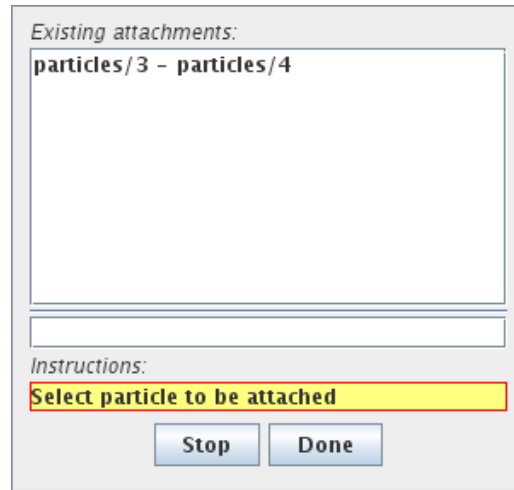 Existing attachments:
particles/3 – particles/4
Instructions:
Select particle to be attached
Stop Done